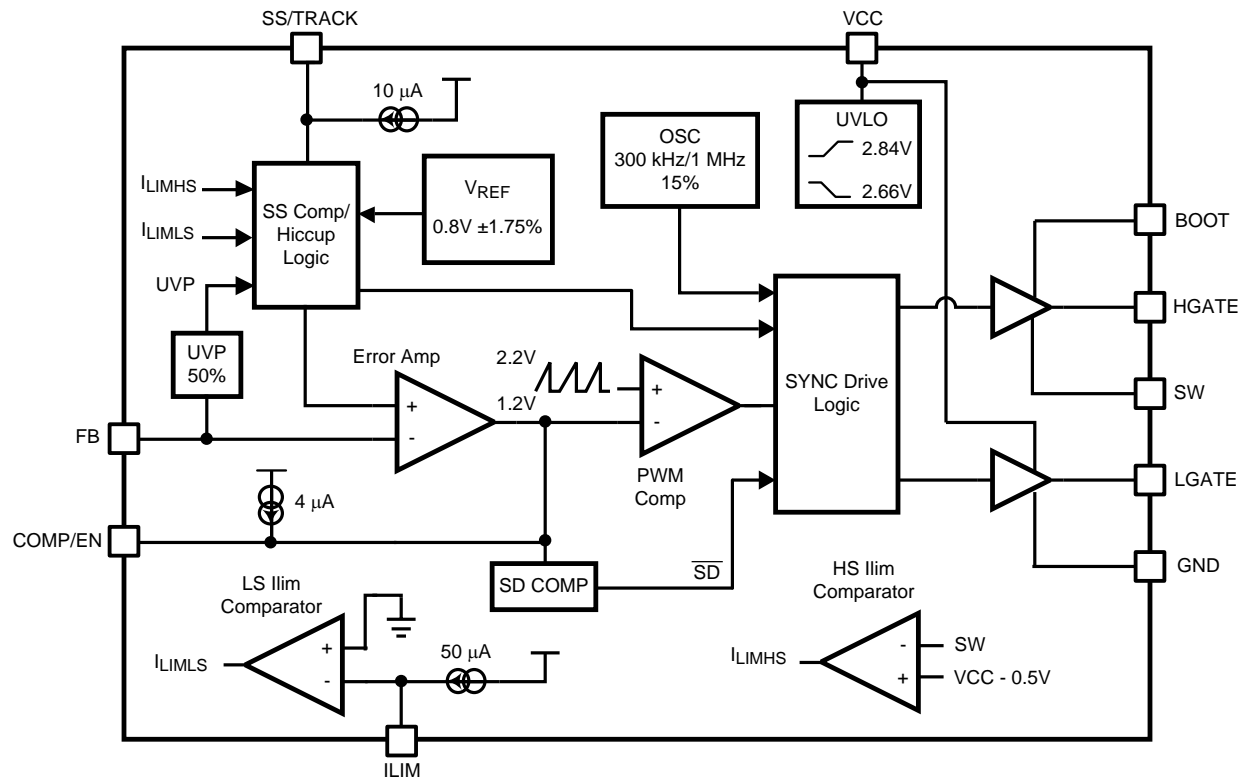 SS/TRACK
VCC
10 μA
UVLO
2.84V
2.66V
OSC
300 kHz/1 MHz
15%
ILIMHS
ILIMLS
UVP
SS Comp/
Hiccup
Logic
VREF
0.8V ±1.75%
BOOT
HGATE
SW
UVP
50%
Error Amp
+
-
2.2V
1.2V
+
-
PWM
Comp
SYNC Drive
Logic
FB
LGATE
4 μA
COMP/EN
SD COMP
SD
GND
LS Ilim
Comparator
+
-
ILIMLS
50 μA
ILIM
HS Ilim
Comparator
ILIMHS
-
+
SW
VCC - 0.5V